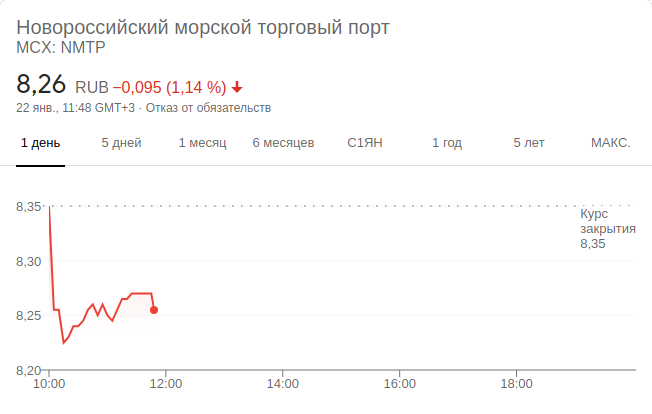 Новороссийский морской торговый порт
MCX: NMTP
8,26 RUB −0,095 (1,14 %)
22 янв., 11:48 GMT+3 · Отказ от обязательств
1 день 5 дней 1 месяц 6 месяцев С1ЯН 1 год 5 лет МАКС.
8,35
Курс
закрытия
8,35
8,30
8,25
8,20
10:00 12:00 14:00 16:00 18:00